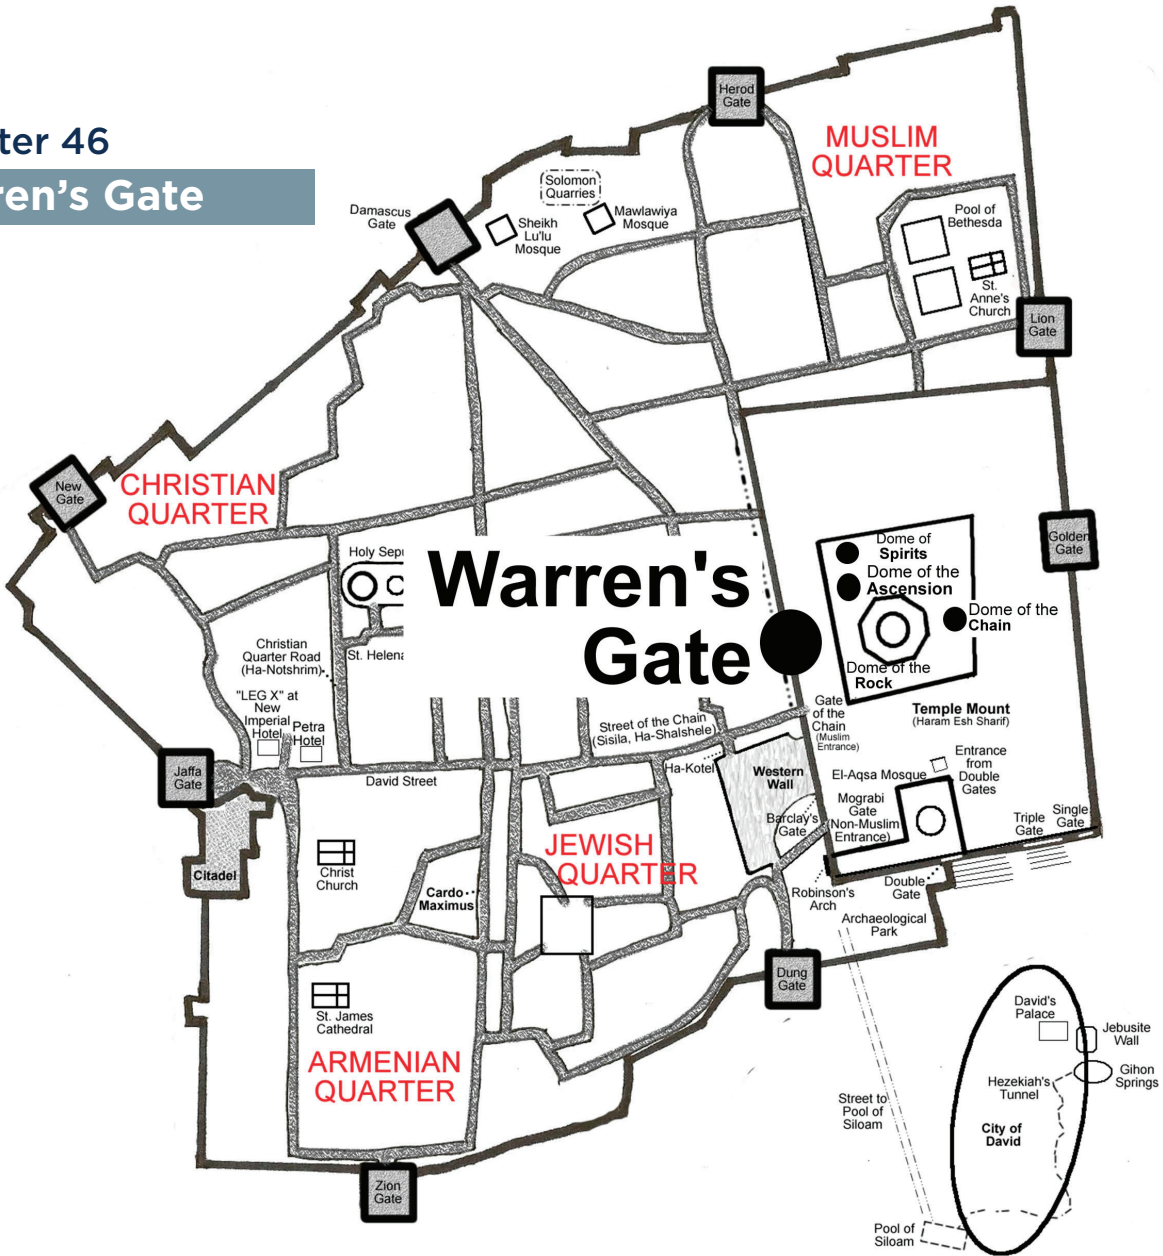 ter 46
ren's Gate
Herod
Gate
MUSLIM
QUARTER
Solomon
Quarries
Damascus
Gate
Sheikh
Lu'lu
Mosque
Mawlawiya
Mosque
Pool of
Bethesda
St.
Anne's
Church
Lion
Gate
New
Gate
CHRISTIAN
QUARTER
Holy Sepu
St. Helena
Warren's
Gate
Dome of
Spirits
Dome of the
Ascension
Dome of the
Chain
Dome of the
Rock
Golden
Gate
Christian
Quarter Road
(Ha-Notshrim)
"LEG X" at
New
Imperial
Hotel
Petra
Hotel
Street of the Chain
(Sisila, Ha-Shalshele)
Gate
of the
Chain
(Muslim
Entrance)
Temple Mount
(Haram Esh Sharif)
Jaffa
Gate
David Street
Ha-Kotel
Western
Wall
El-Aqsa Mosque
Entrance
from
Double
Gates
Mograbi
Gate
(Non-Muslim
Entrance)
Barclay's
Gate
Triple
Gate
Single
Gate
Citadel
Christ
Church
Cardo
Maximus
JEWISH
QUARTER
Robinson's
Arch
Double
Gate
Archaeological
Park
Dung
Gate
St. James
Cathedral
ARMENIAN
QUARTER
David's
Palace
Jebusite
Wall
Gihon
Springs
Hezekiah's
Tunnel
Street to
Pool of
Siloam
City of
David
Zion
Gate
Pool of
Siloam